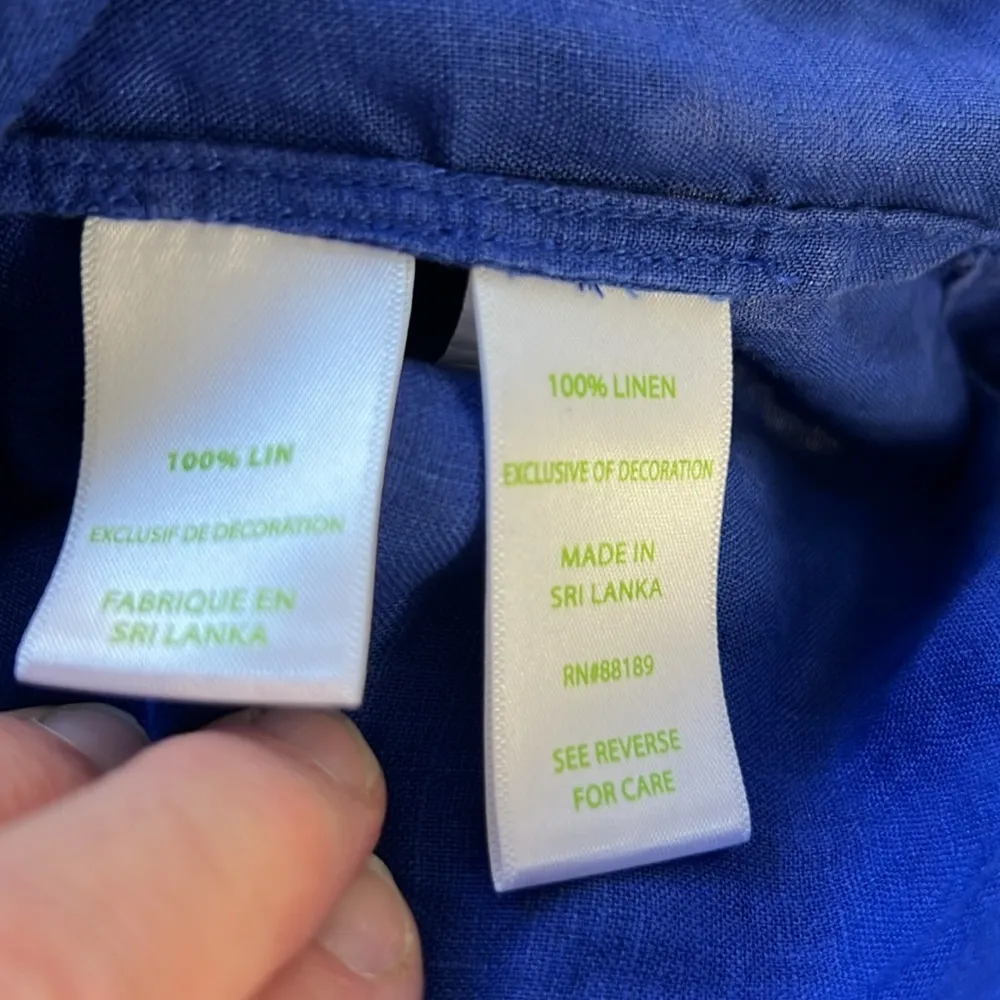 100% LIN
EXCLUSIF DE DÉCORATION
FABRIQUE EN
SRI LANKA
100% LINEN
EXCLUSIVE OF DECORATION
MADE IN
SRI LANKA
RN#88189
SEE REVERSE
FOR CARE